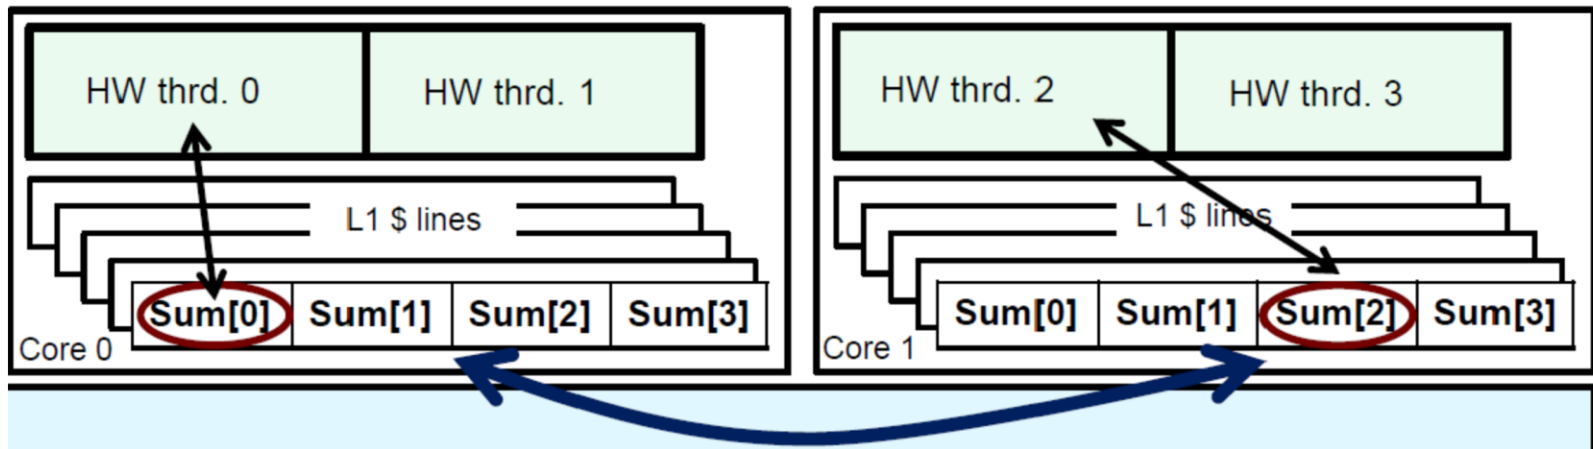 HW thrd. 0
HW thrd. 1
L1 $ lines
Sum[0] Sum[1] Sum[2] Sum[3]
Core 0
HW thrd. 2
HW thrd. 3
L1 $ lines
Sum[0] Sum[1] Sum[2] Sum[3]
Core 1